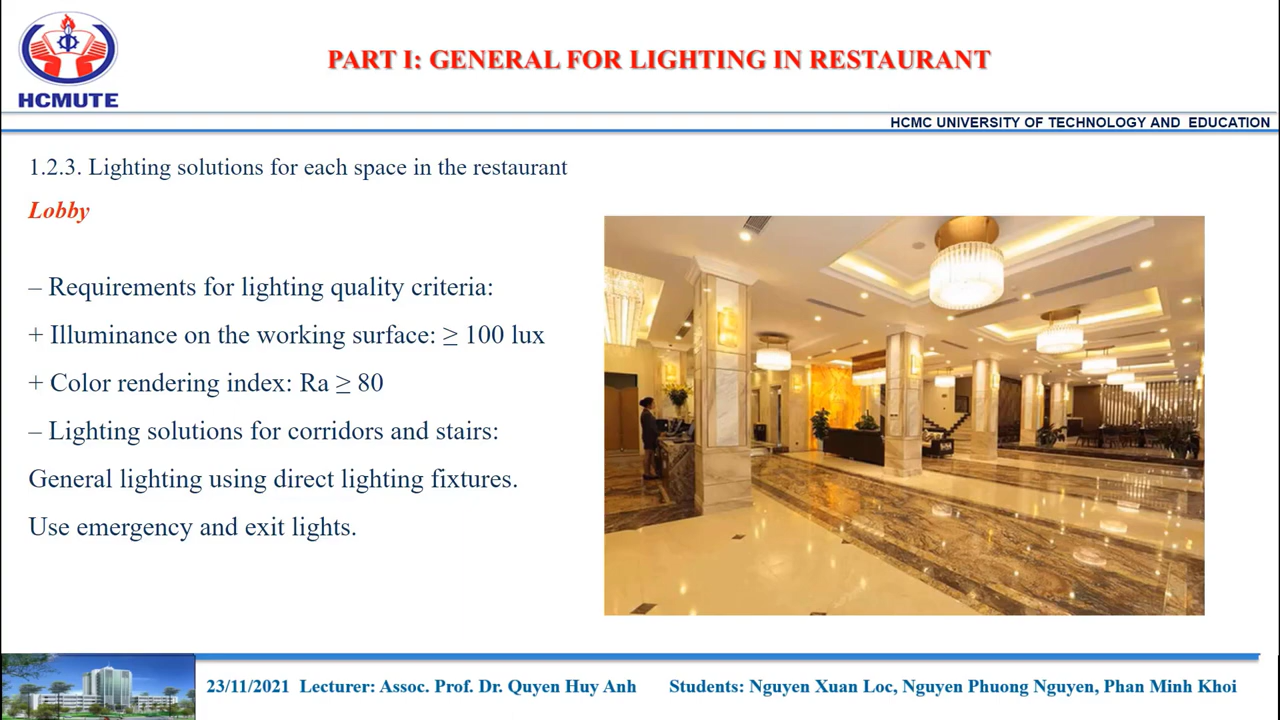 PART I: GENERAL FOR LIGHTING IN RESTAURANT
HCMUTE
HCMC UNIVERSITY OF TECHNOLOGY AND EDUCATION
1.2.3. Lighting solutions for each space in the restaurant
Lobby
– Requirements for lighting quality criteria:
+ Illuminance on the working surface: ≥ 100 lux
+ Color rendering index: Ra ≥ 80
– Lighting solutions for corridors and stairs:
General lighting using direct lighting fixtures.
Use emergency and exit lights.
23/11/2021 Lecturer: Assoc. Prof. Dr. Quyen Huy Anh Students: Nguyen Xuan Loc, Nguyen Phuong Nguyen, Phan Minh Khoi